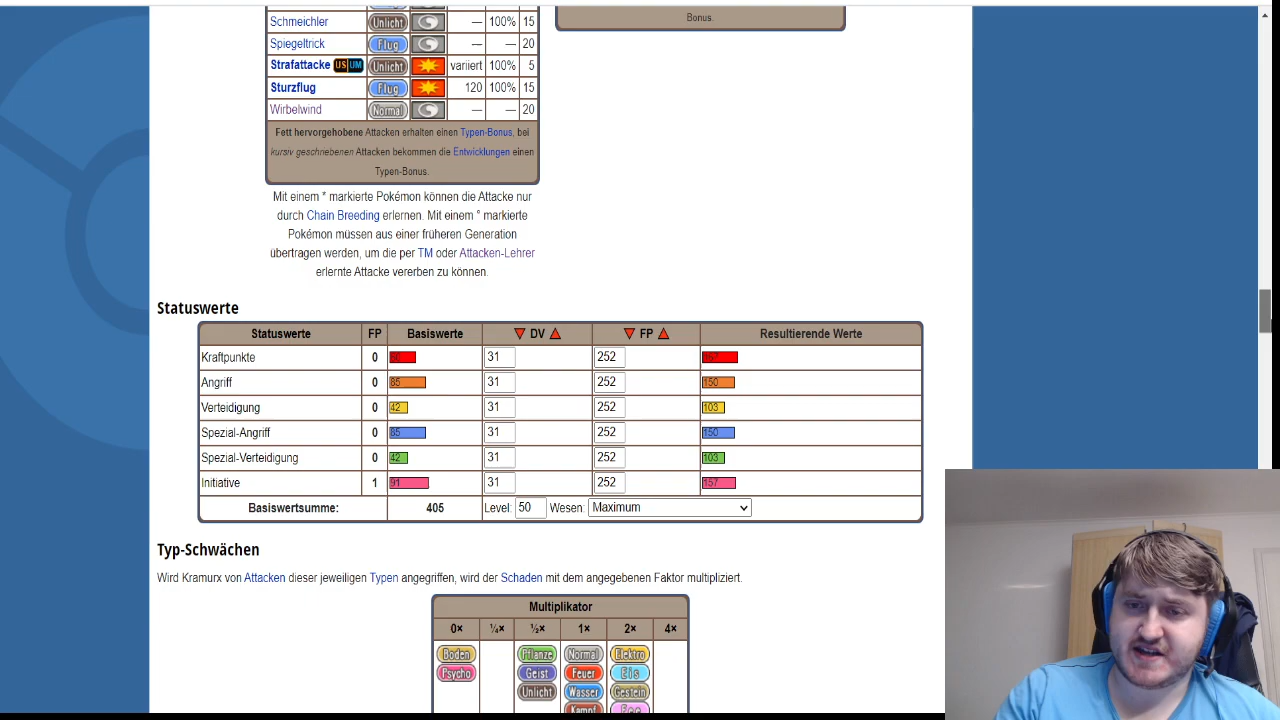 Schmeichler Unlicht — 100% 15
Spiegeltrick Flug — — 20
Strafattacke US UM Unlicht variiert 100% 5
Sturzflug Flug 120 100% 15
Wirbelwind Normal — — 20
Fett hervorgehobene Attacken erhalten einen Typen-Bonus, bei
kursiv geschriebenen Attacken bekommen die Entwicklungen einen
Typen-Bonus.
Bonus.
Mit einem * markierte Pokémon können die Attacke nur
durch Chain Breeding erlernen. Mit einem ° markierte
Pokémon müssen aus einer früheren Generation
übertragen werden, um die per TM oder Attacken-Lehrer
erlernte Attacke vererben zu können.
Statuswerte
Statuswerte FP Basiswerte ▼ DV ▲ ▼ FP ▲ Resultierende Werte
Kraftpunkte 0 60 31 252 167
Angriff 0 85 31 252 150
Verteidigung 0 42 31 252 103
Spezial-Angriff 0 85 31 252 150
Spezial-Verteidigung 0 42 31 252 103
Initiative 1 91 31 252 157
Basiswertsumme: 405 Level: 50 Wesen: Maximum
Typ-Schwächen
Wird Kramurx von Attacken dieser jeweiligen Typen angegriffen, wird der Schaden mit dem angegebenen Faktor multipliziert.
Multiplikator
0× ¼× ½× 1× 2× 4×
Boden Pflanze Normal Elektro
Psycho Geist Feuer Eis
Unlicht Wasser Gestein
Kampf Fee